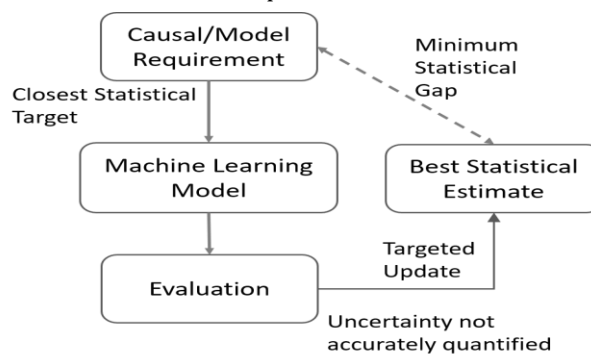 Causal/Model
Requirement
Minimum
Statistical
Gap
Closest Statistical
Target
Machine Learning
Model
Best Statistical
Estimate
Targeted
Update
Evaluation
Uncertainty not
accurately quantified